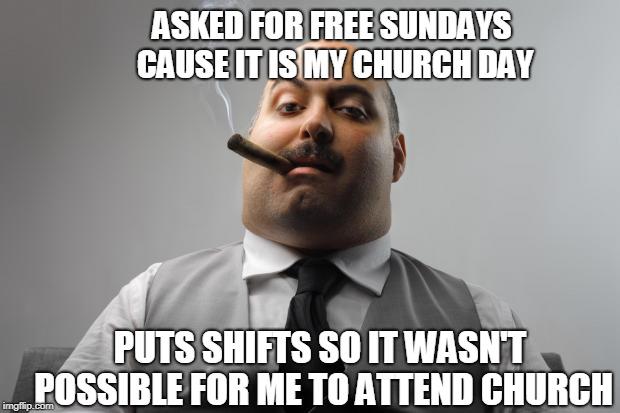 ASKED FOR FREE SUNDAYS
CAUSE IT IS MY CHURCH DAY
PUTS SHIFTS SO IT WASN'T
POSSIBLE FOR ME TO ATTEND CHURCH
imgflip.com